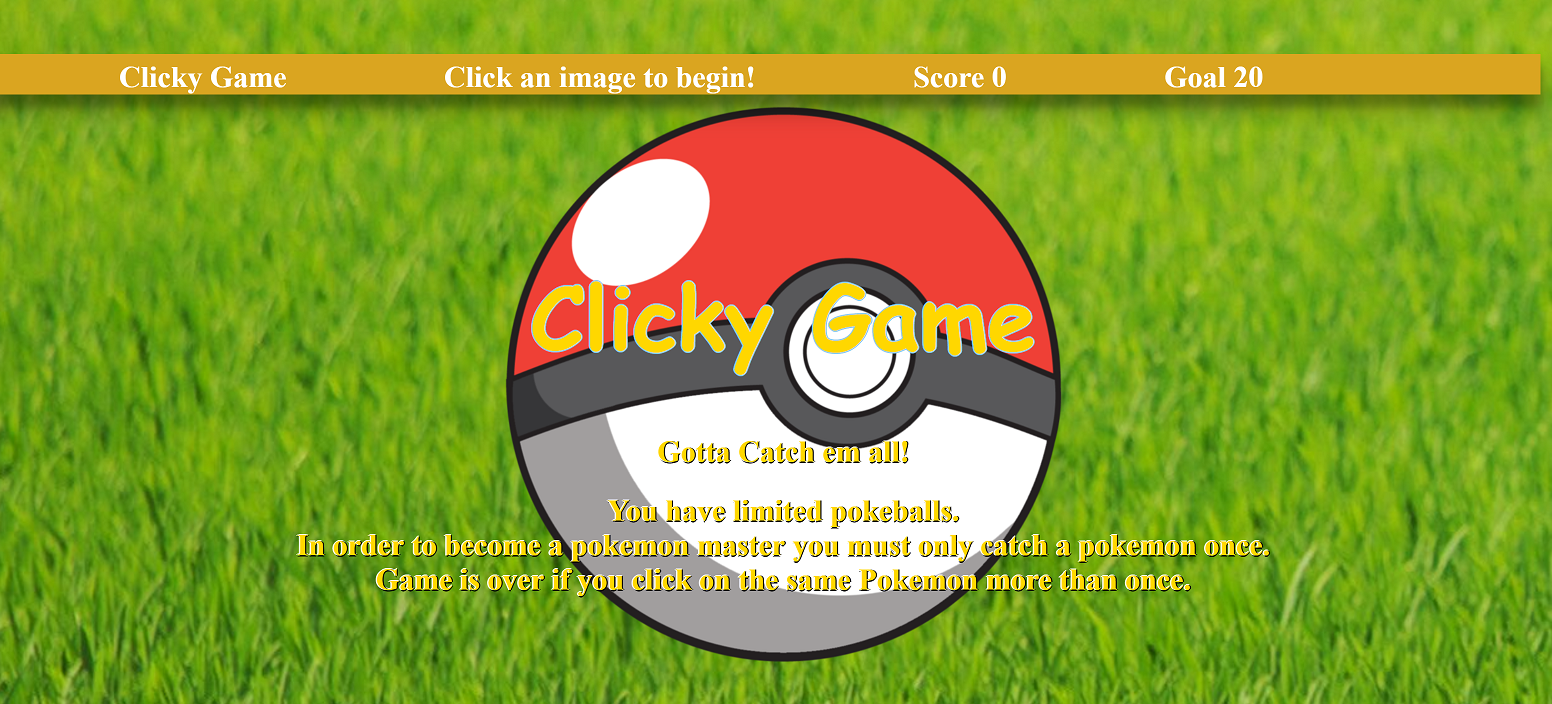 Clicky Game Click an image to begin! Score 0 Goal 20
Clicky Game
Gotta Catch em all!
You have limited pokeballs.
In order to become a pokemon master you must only catch a pokemon once.
Game is over if you click on the same Pokemon more than once.